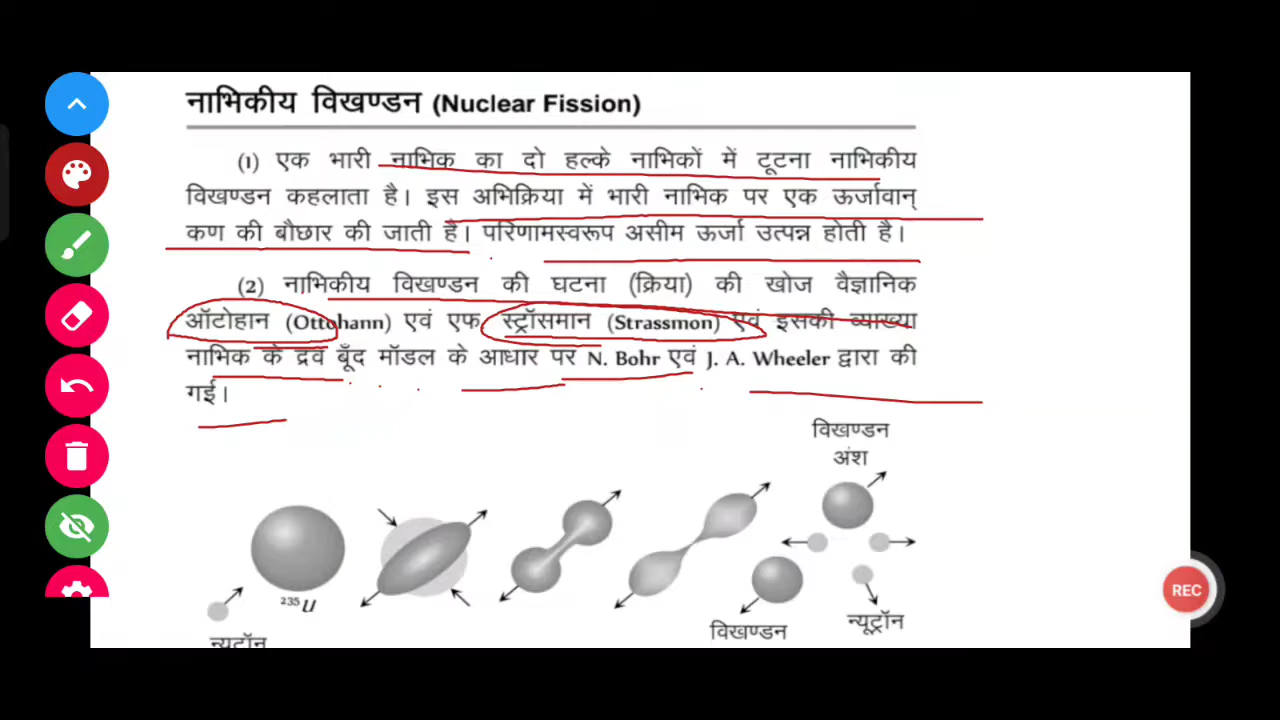 नाभिकीय विखण्डन (Nuclear Fission)
(1) एक भारी नाभिक का दो हल्के नाभिकों में टूटना नाभिकीय
विखण्डन कहलाता है। इस अभिक्रिया में भारी नाभिक पर एक ऊर्जावान्
कण की बौछार की जाती है। परिणामस्वरूप असीम ऊर्जा उत्पन्न होती है।
(2) नाभिकीय विखण्डन की घटना (क्रिया) की खोज वैज्ञानिक
ऑटोहान (Ottohann) एवं एफ स्ट्रॉसमान (Strassmon) एवं इसकी व्याख्या
नाभिक के द्रव बूँद मॉडल के आधार पर N. Bohr एवं J. A. Wheeler द्वारा की
गई।
विखण्डन
अंश
235U
न्यूट्रॉन
विखण्डन
न्यूट्रॉन
REC